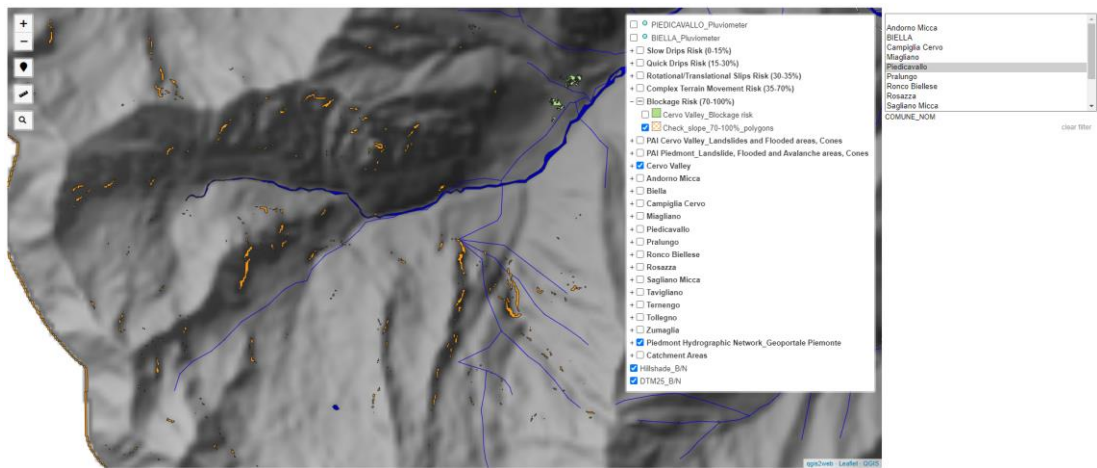 +
−
PIEDICAVALLO_Pluviometer
BIELLA_Pluviometer
+ Slow Drips Risk (0-15%)
+ Quick Drips Risk (15-30%)
+ Rotational/Translational Slips Risk (30-35%)
+ Complex Terrain Movement Risk (35-70%)
− Blockage Risk (70-100%)
Cervo Valley_Blockage risk
Check_slope_70-100%_polygons
+ PAI Cervo Valley_Landslides and Flooded areas, Cones
+ PAI Piedmont_Landslide, Flooded and Avalanche areas, Cones
+ Cervo Valley
+ Andorno Micca
+ Biella
+ Campiglia Cervo
+ Miagliano
+ Piedicavallo
+ Pralungo
+ Ronco Biellese
+ Rosazza
+ Sagliano Micca
+ Tavigliano
+ Ternengo
+ Tollegno
+ Zumaglia
+ Piedmont Hydrographic Network_Geoportale Piemonte
+ Catchment Areas
Hillshade_B/N
DTM25_B/N
Andorno Micca
BIELLA
Campiglia Cervo
Miagliano
Piedicavallo
Pralungo
Ronco Biellese
Rosazza
Sagliano Micca
COMUNE_NOM
clear filter
qgis2web · Leaflet · QGIS